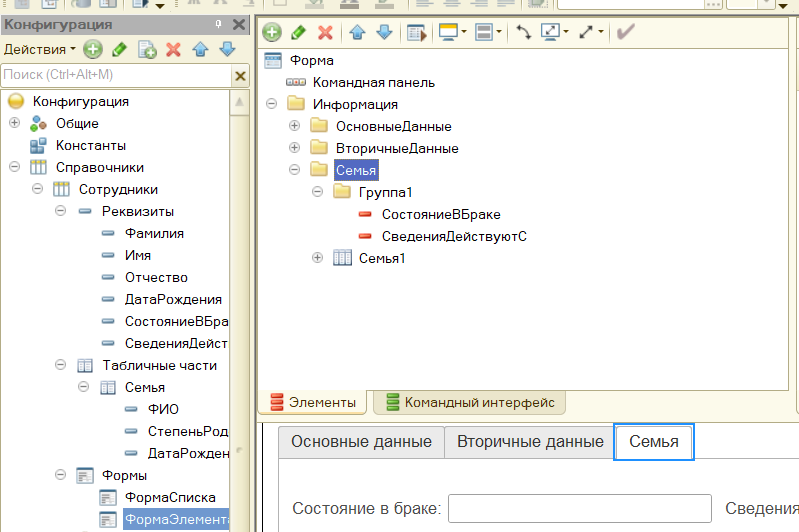 Конфигурация
Действия
Поиск (Ctrl+Alt+M)
Конфигурация
Общие
Константы
Справочники
Сотрудники
Реквизиты
Фамилия
Имя
Отчество
ДатаРождения
СостояниеВБра
СведенияДейст
Табличные части
Семья
ФИО
СтепеньРод
ДатаРожден
Формы
ФормаСписка
ФормаЭлемента
Форма
Командная панель
Информация
ОсновныеДанные
ВторичныеДанные
Семья
Группа1
СостояниеВБраке
СведенияДействуютС
Семья1
Элементы
Командный интерфейс
Основные данные
Вторичные данные
Семья
Состояние в браке:
Сведения